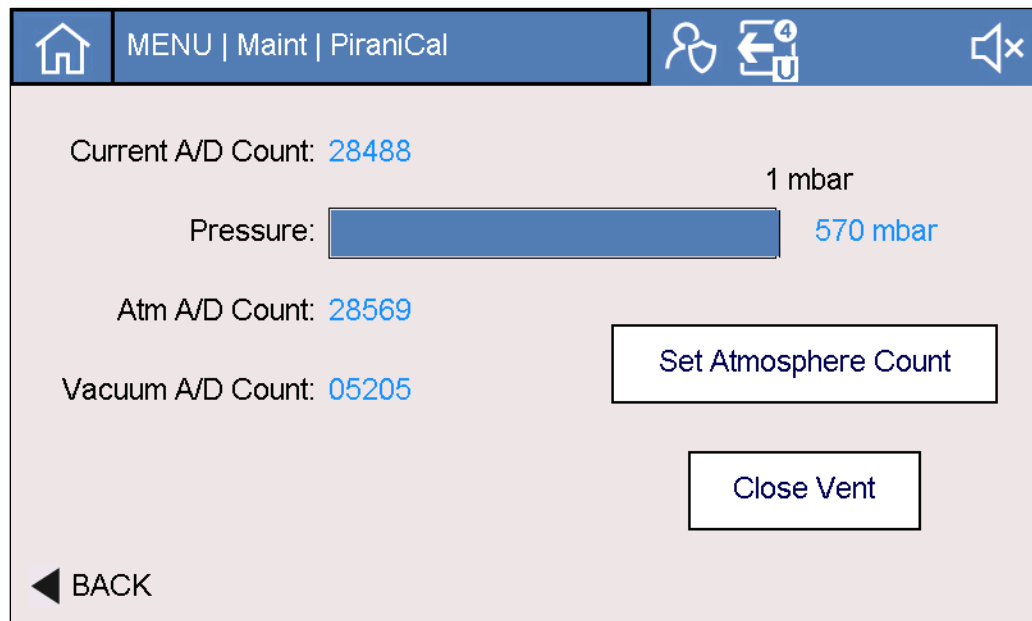 MENU | Maint | PiraniCal
4
U
Current A/D Count: 28488
1 mbar
Pressure: 570 mbar
Atm A/D Count: 28569
Set Atmosphere Count
Vacuum A/D Count: 05205
Close Vent
BACK